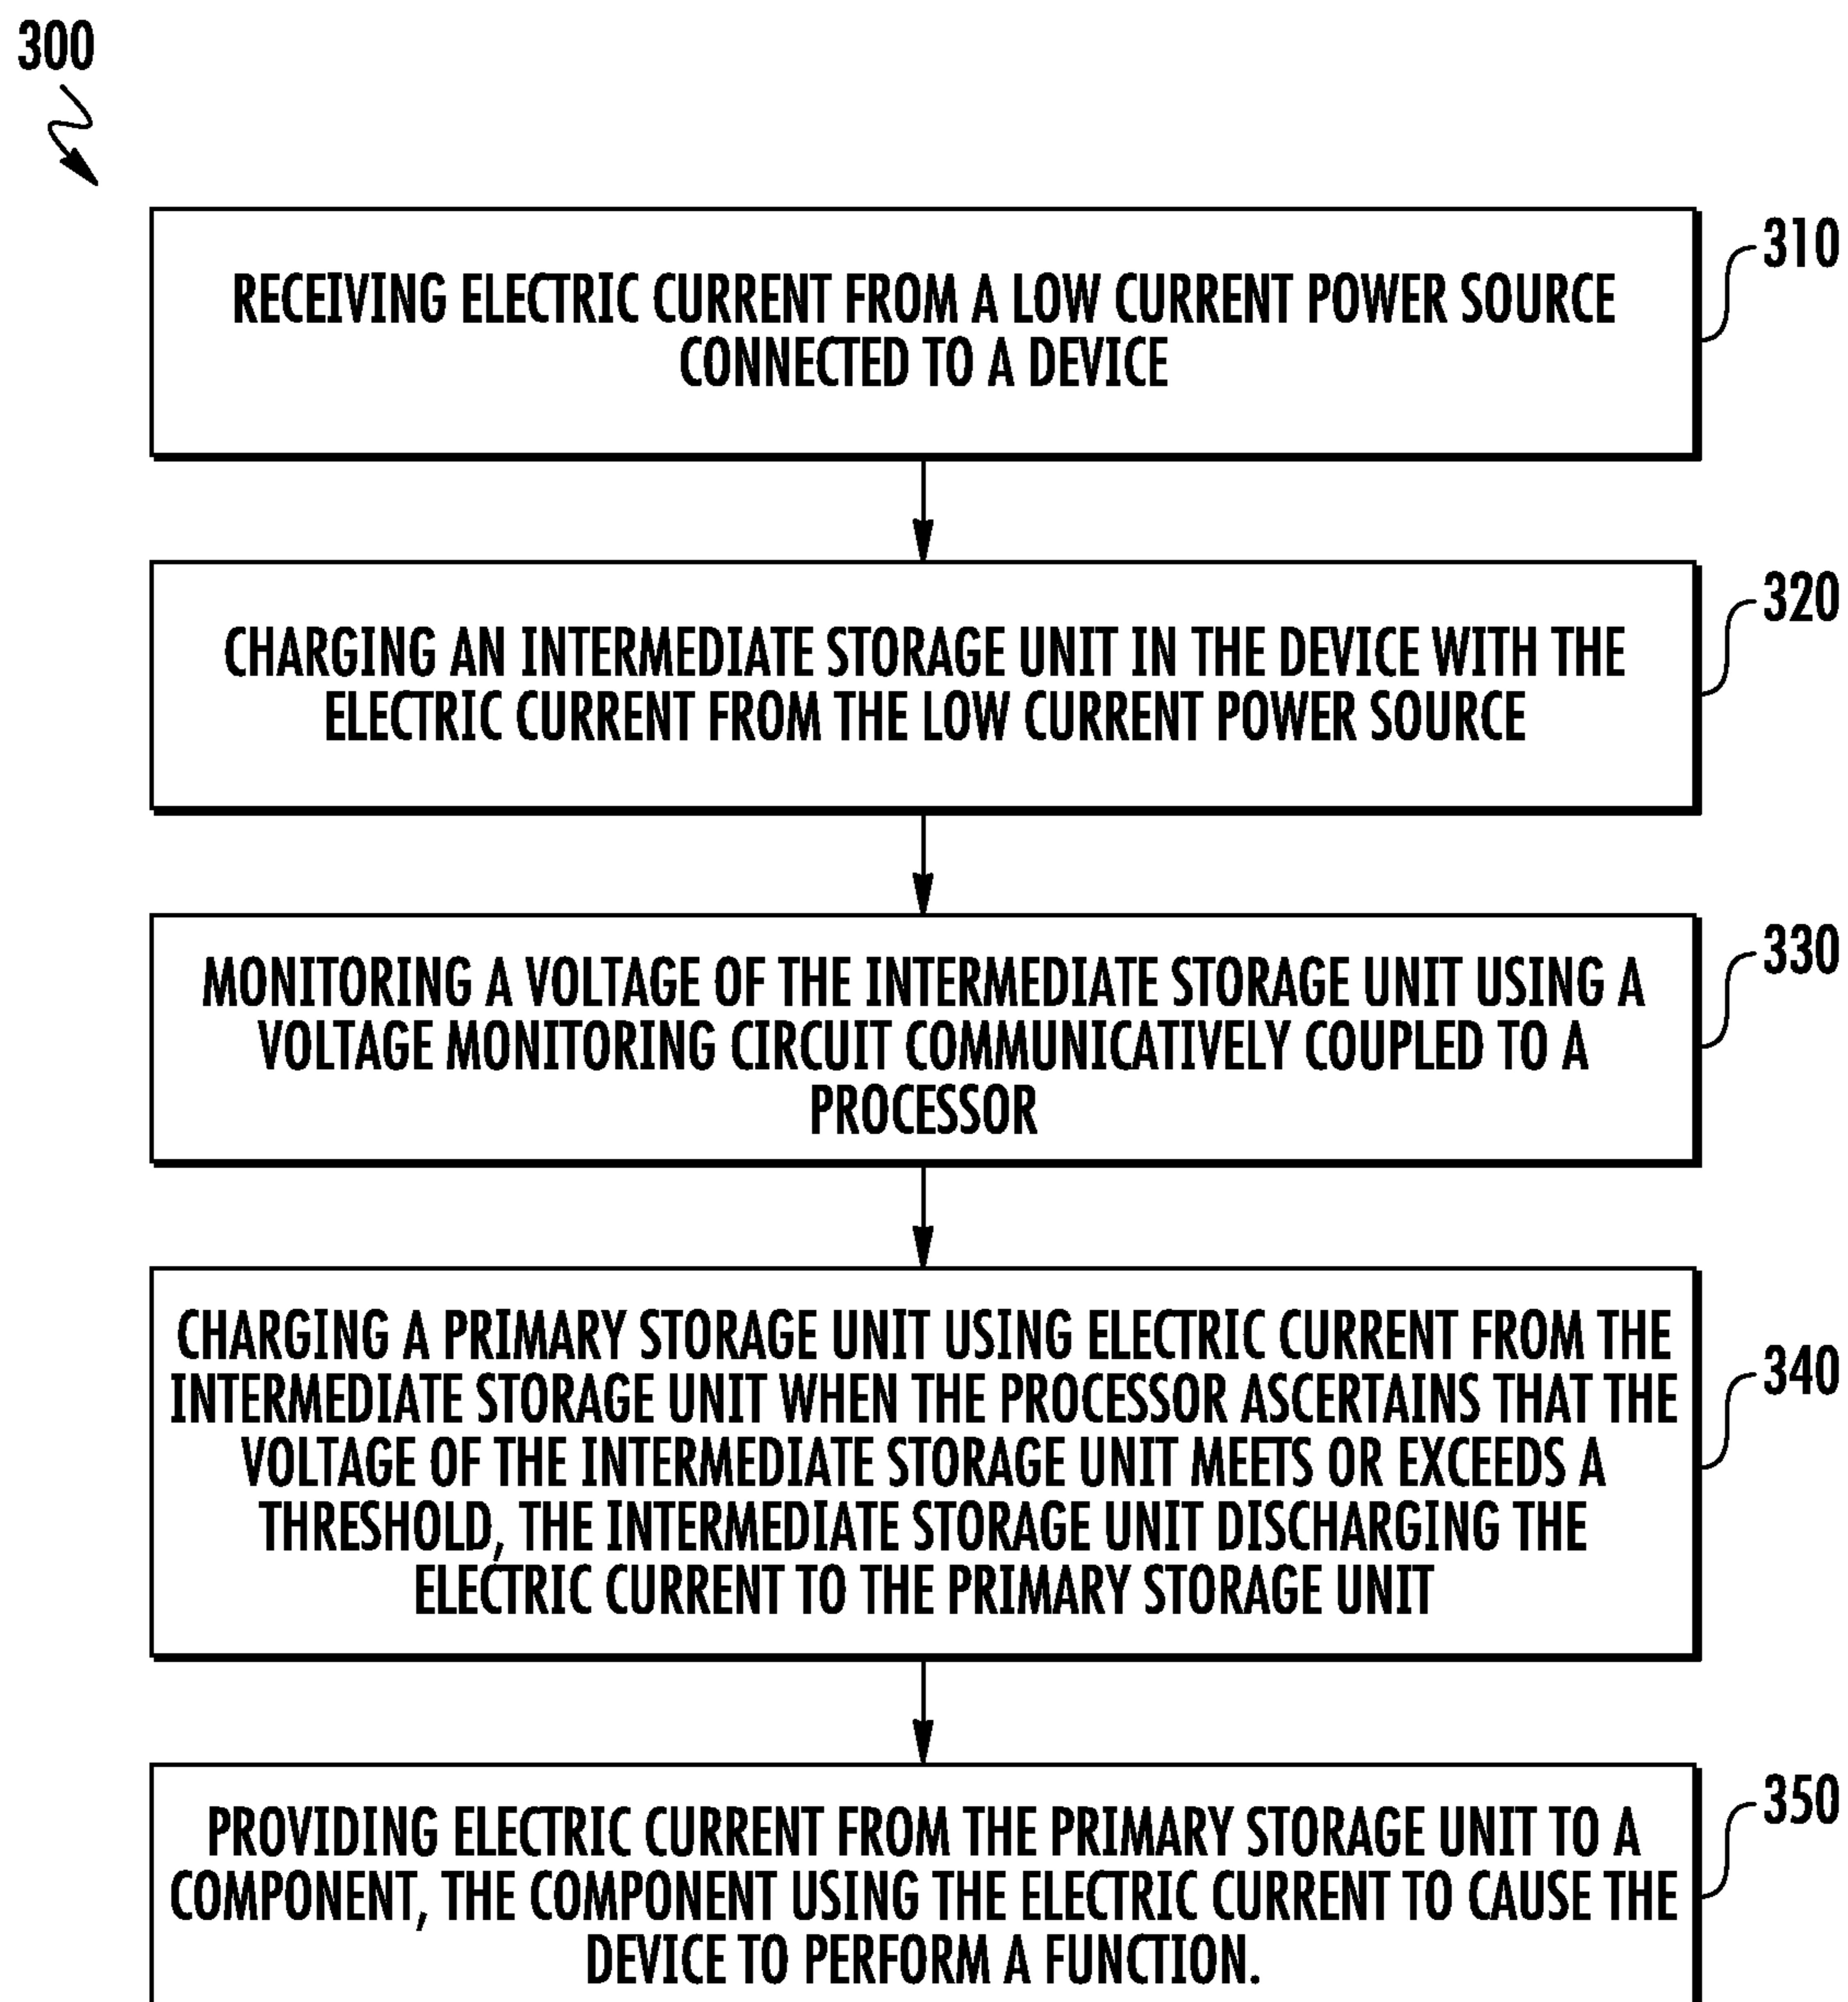 300
310
RECEIVING ELECTRIC CURRENT FROM A LOW CURRENT POWER SOURCE
CONNECTED TO A DEVICE
320
CHARGING AN INTERMEDIATE STORAGE UNIT IN THE DEVICE WITH THE
ELECTRIC CURRENT FROM THE LOW CURRENT POWER SOURCE
330
MONITORING A VOLTAGE OF THE INTERMEDIATE STORAGE UNIT USING A
VOLTAGE MONITORING CIRCUIT COMMUNICATIVELY COUPLED TO A
PROCESSOR
340
CHARGING A PRIMARY STORAGE UNIT USING ELECTRIC CURRENT FROM THE
INTERMEDIATE STORAGE UNIT WHEN THE PROCESSOR ASCERTAINS THAT THE
VOLTAGE OF THE INTERMEDIATE STORAGE UNIT MEETS OR EXCEEDS A
THRESHOLD, THE INTERMEDIATE STORAGE UNIT DISCHARGING THE
ELECTRIC CURRENT TO THE PRIMARY STORAGE UNIT
350
PROVIDING ELECTRIC CURRENT FROM THE PRIMARY STORAGE UNIT TO A
COMPONENT, THE COMPONENT USING THE ELECTRIC CURRENT TO CAUSE THE
DEVICE TO PERFORM A FUNCTION.